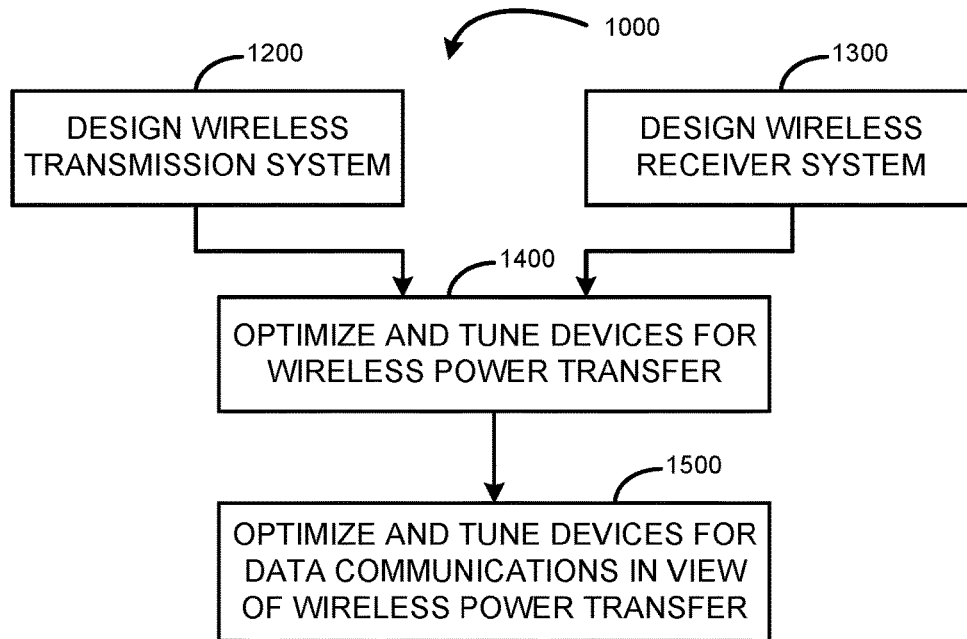 1000
1200
DESIGN WIRELESS
TRANSMISSION SYSTEM
1300
DESIGN WIRELESS
RECEIVER SYSTEM
1400
OPTIMIZE AND TUNE DEVICES FOR
WIRELESS POWER TRANSFER
1500
OPTIMIZE AND TUNE DEVICES FOR
DATA COMMUNICATIONS IN VIEW
OF WIRELESS POWER TRANSFER